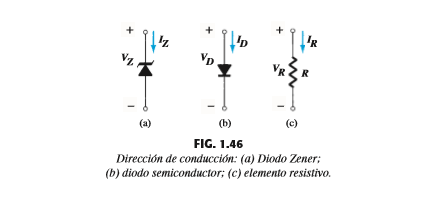 + + +
I_Z I_D I_R
V_Z V_D V_R R
– – –
(a) (b) (c)
FIG. 1.46
Dirección de conducción: (a) Diodo Zener;
(b) diodo semiconductor; (c) elemento resistivo.